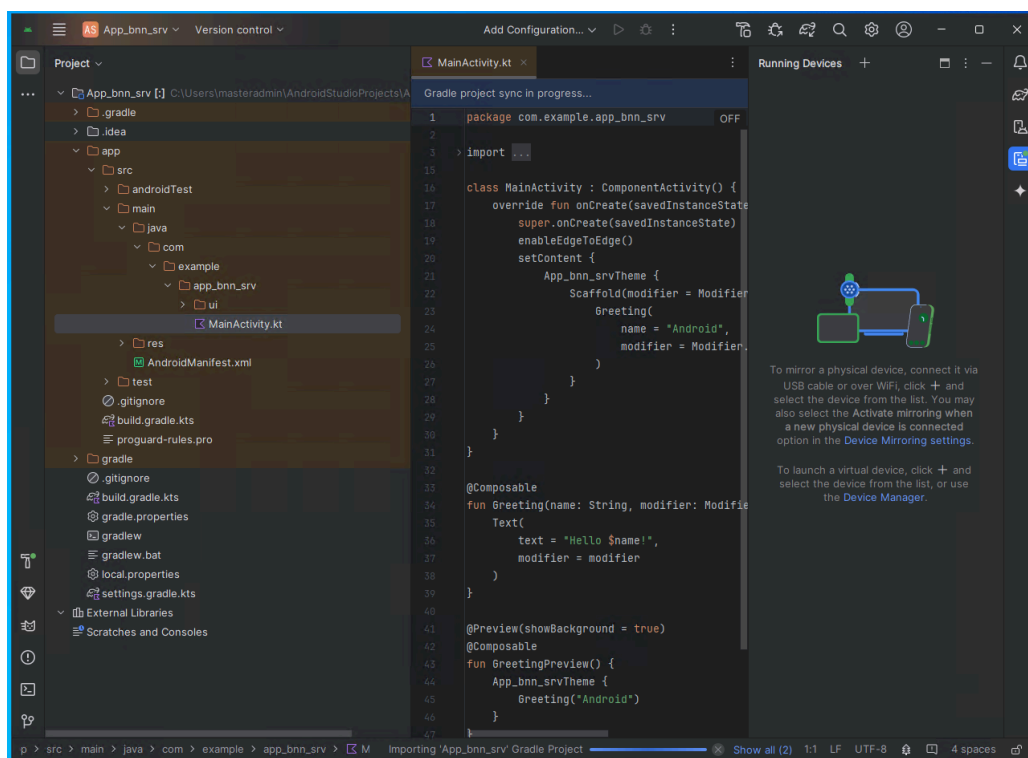 AS App_bnn_srv Version control Add Configuration...
Project
App_bnn_srv [:] C:\Users\masteradmin\AndroidStudioProjects\A
.gradle
.idea
app
src
androidTest
main
java
com
example
app_bnn_srv
ui
MainActivity.kt
res
AndroidManifest.xml
test
.gitignore
build.gradle.kts
proguard-rules.pro
gradle
.gitignore
build.gradle.kts
gradle.properties
gradlew
gradlew.bat
local.properties
settings.gradle.kts
External Libraries
Scratches and Consoles
MainActivity.kt
Gradle project sync in progress...
OFF
1 package com.example.app_bnn_srv
2
3 import ...
15
16 class MainActivity : ComponentActivity() {
17 override fun onCreate(savedInstanceState
18 super.onCreate(savedInstanceState)
19 enableEdgeToEdge()
20 setContent {
21 App_bnn_srvTheme {
22 Scaffold(modifier = Modifier
23 Greeting(
24 name = "Android",
25 modifier = Modifier.
26 )
27 }
28 }
29 }
30 }
31 }
32
33 @Composable
34 fun Greeting(name: String, modifier: Modifie
35 Text(
36 text = "Hello $name!",
37 modifier = modifier
38 )
39 }
40
41 @Preview(showBackground = true)
42 @Composable
43 fun GreetingPreview() {
44 App_bnn_srvTheme {
45 Greeting("Android")
46 }
47 }
Running Devices
To mirror a physical device, connect it via
USB cable or over WiFi, click + and
select the device from the list. You may
also select the Activate mirroring when
a new physical device is connected
option in the Device Mirroring settings.
To launch a virtual device, click + and
select the device from the list, or use
the Device Manager.
p > src > main > java > com > example > app_bnn_srv > M Importing 'App_bnn_srv' Gradle Project Show all (2) 1:1 LF UTF-8 4 spaces